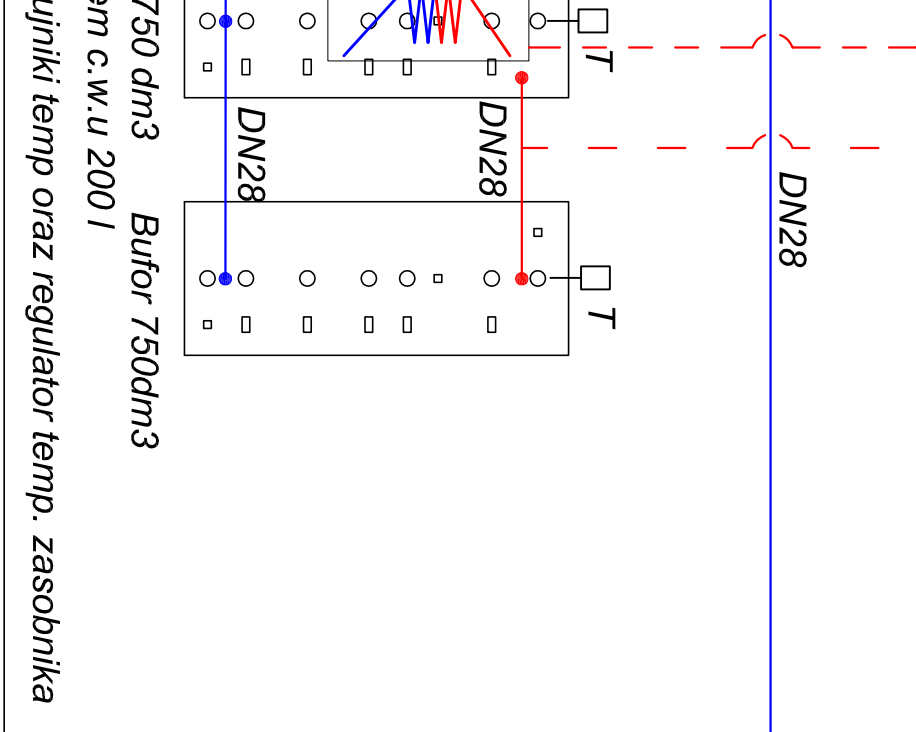 DN28
T
T
DN28
DN28
750 dm3 Bufor 750dm3
em c.w.u 200 l
ujniki temp oraz regulator temp. zasobnika